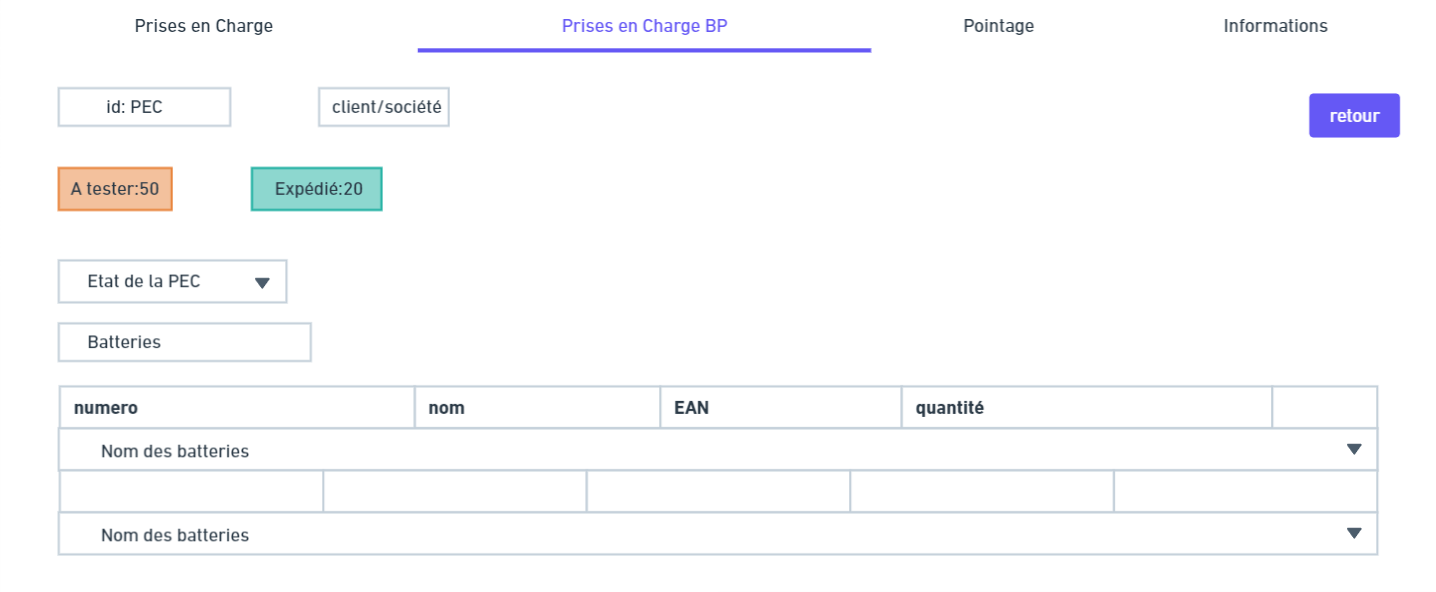 Prises en Charge
Prises en Charge BP
Pointage
Informations
id: PEC
client/société
retour
A tester:50
Expédié:20
Etat de la PEC
Batteries
numero
nom
EAN
quantité
Nom des batteries
Nom des batteries